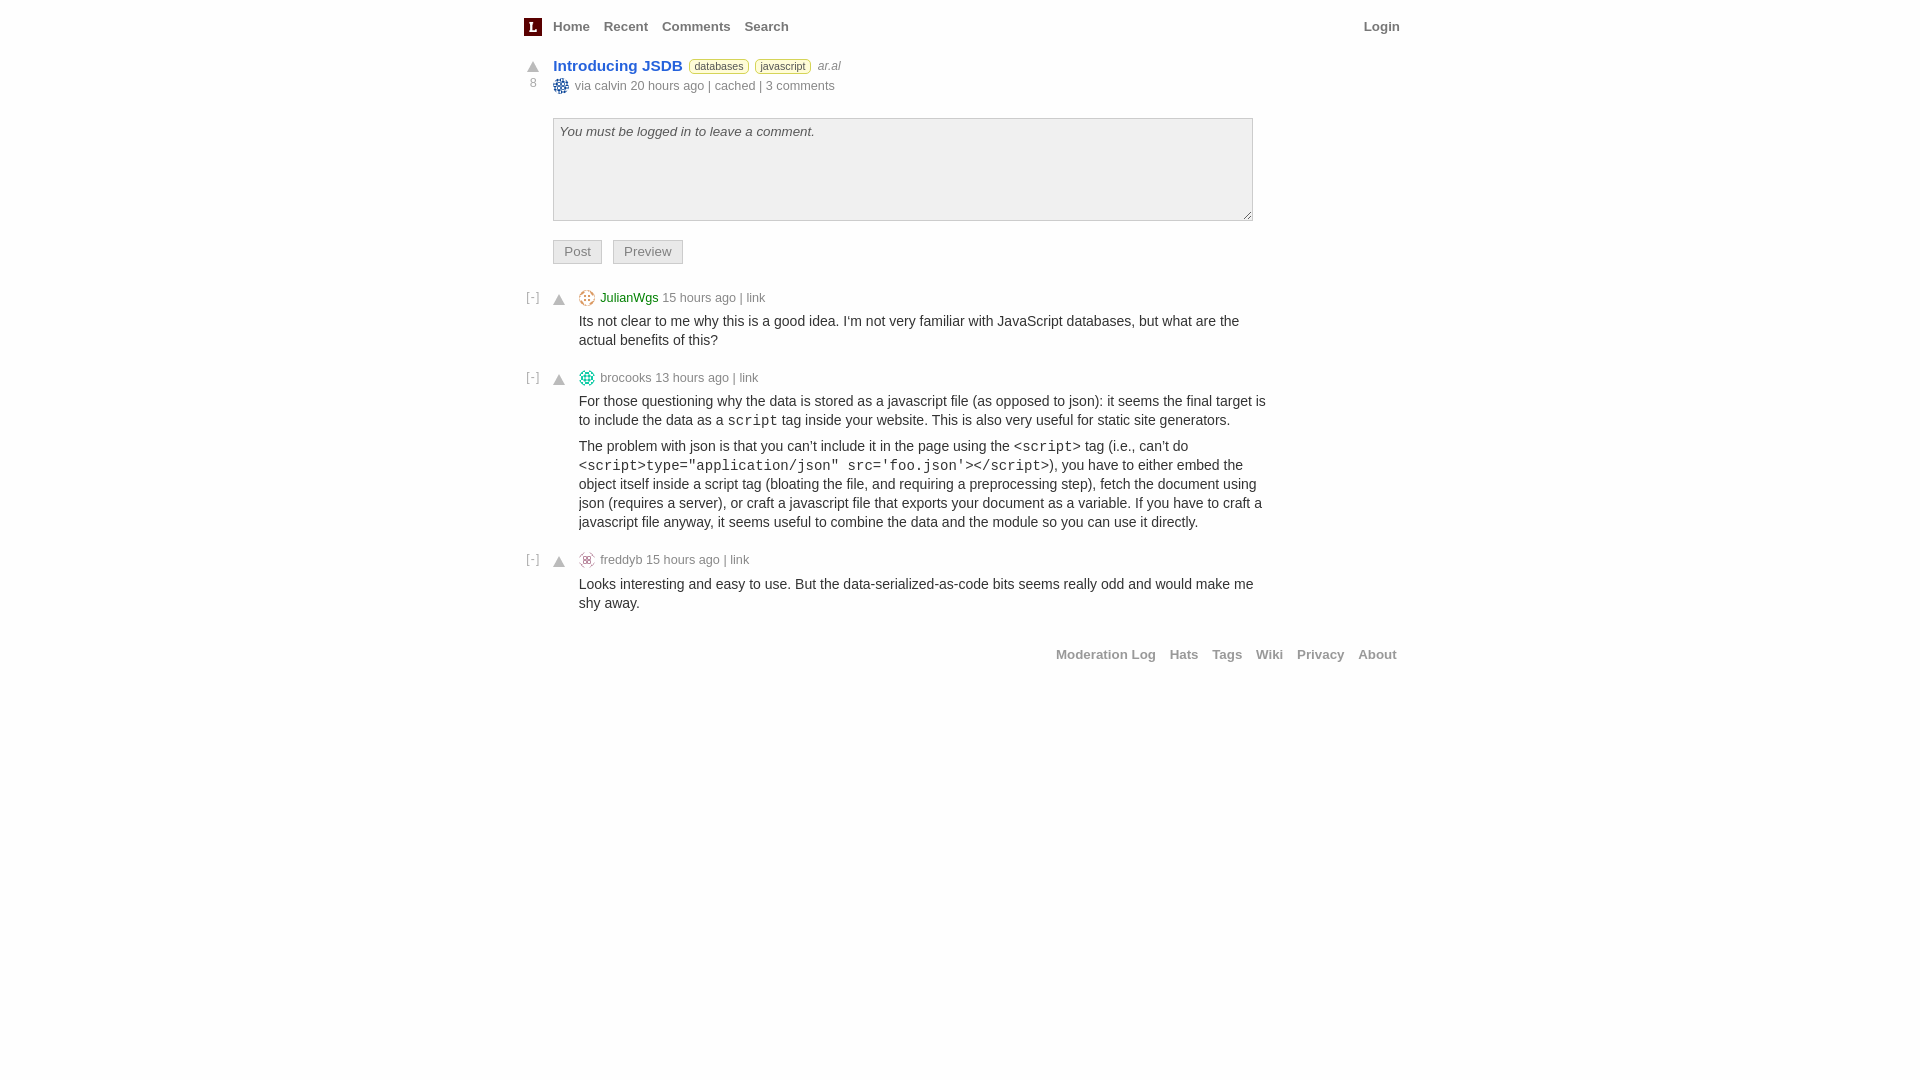 L Home Recent Comments Search Login
Introducing JSDB databases javascript ar.al
8
via calvin 20 hours ago | cached | 3 comments
You must be logged in to leave a comment.
Post Preview
[-] JulianWgs 15 hours ago | link
Its not clear to me why this is a good idea. I‘m not very familiar with JavaScript databases, but what are the
actual benefits of this?
[-] brocooks 13 hours ago | link
For those questioning why the data is stored as a javascript file (as opposed to json): it seems the final target is
to include the data as a script tag inside your website. This is also very useful for static site generators.
The problem with json is that you can’t include it in the page using the <script> tag (i.e., can’t do
<script>type="application/json" src='foo.json'></script>), you have to either embed the
object itself inside a script tag (bloating the file, and requiring a preprocessing step), fetch the document using
json (requires a server), or craft a javascript file that exports your document as a variable. If you have to craft a
javascript file anyway, it seems useful to combine the data and the module so you can use it directly.
[-] freddyb 15 hours ago | link
Looks interesting and easy to use. But the data-serialized-as-code bits seems really odd and would make me
shy away.
Moderation Log Hats Tags Wiki Privacy About